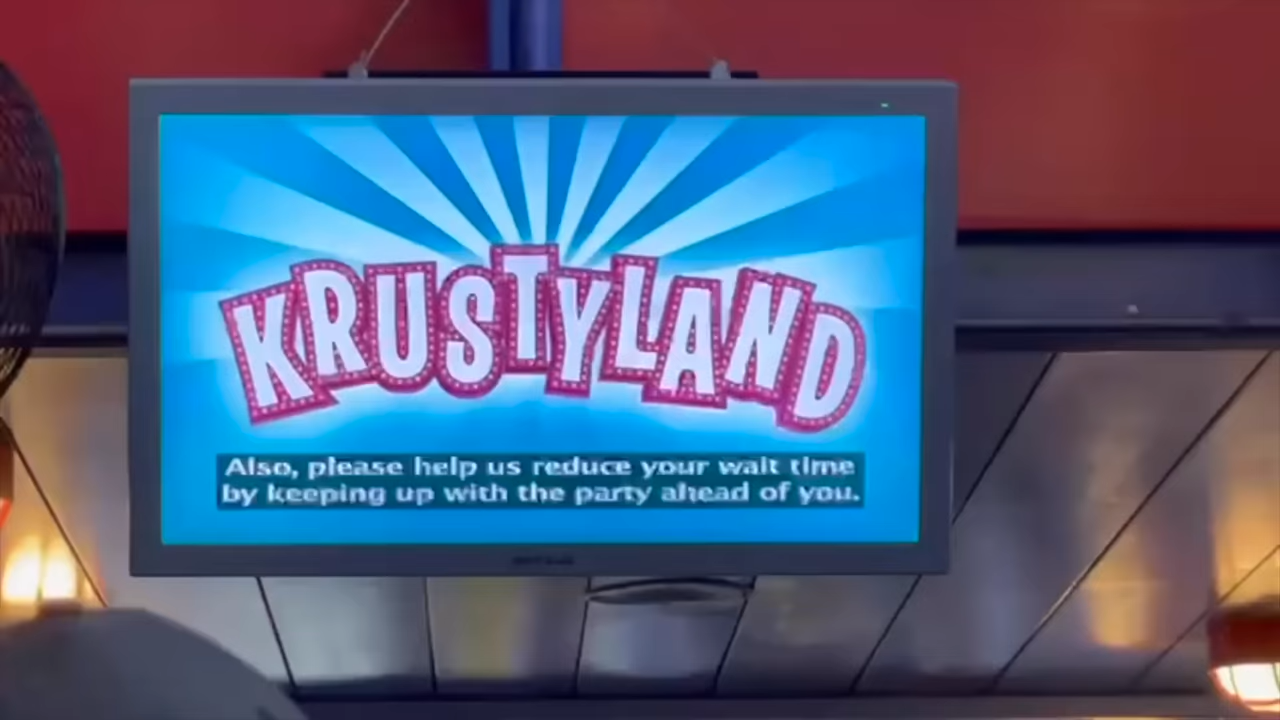 KRUSTYLAND
Also, please help us reduce your wait time
by keeping up with the party ahead of you.